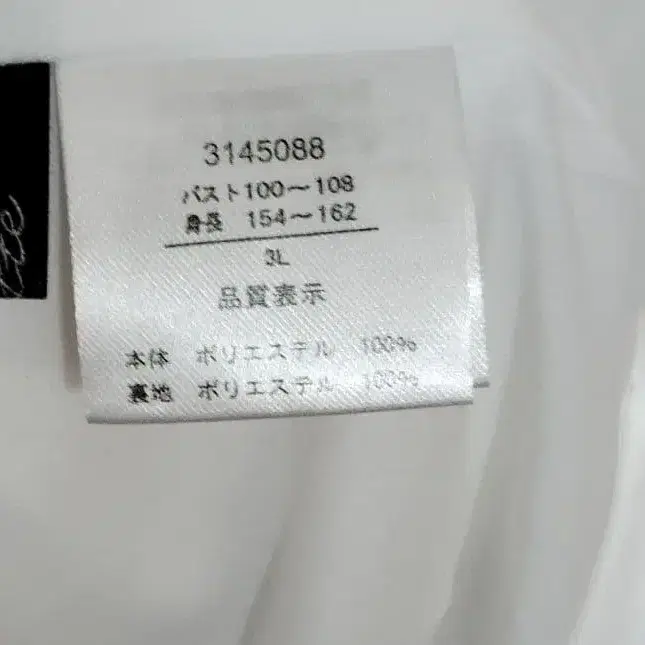 3145088
バスト100～108
身長 154～162
3L
品質表示
本体 ポリエステル 100%
裏地 ポリエステル 100%